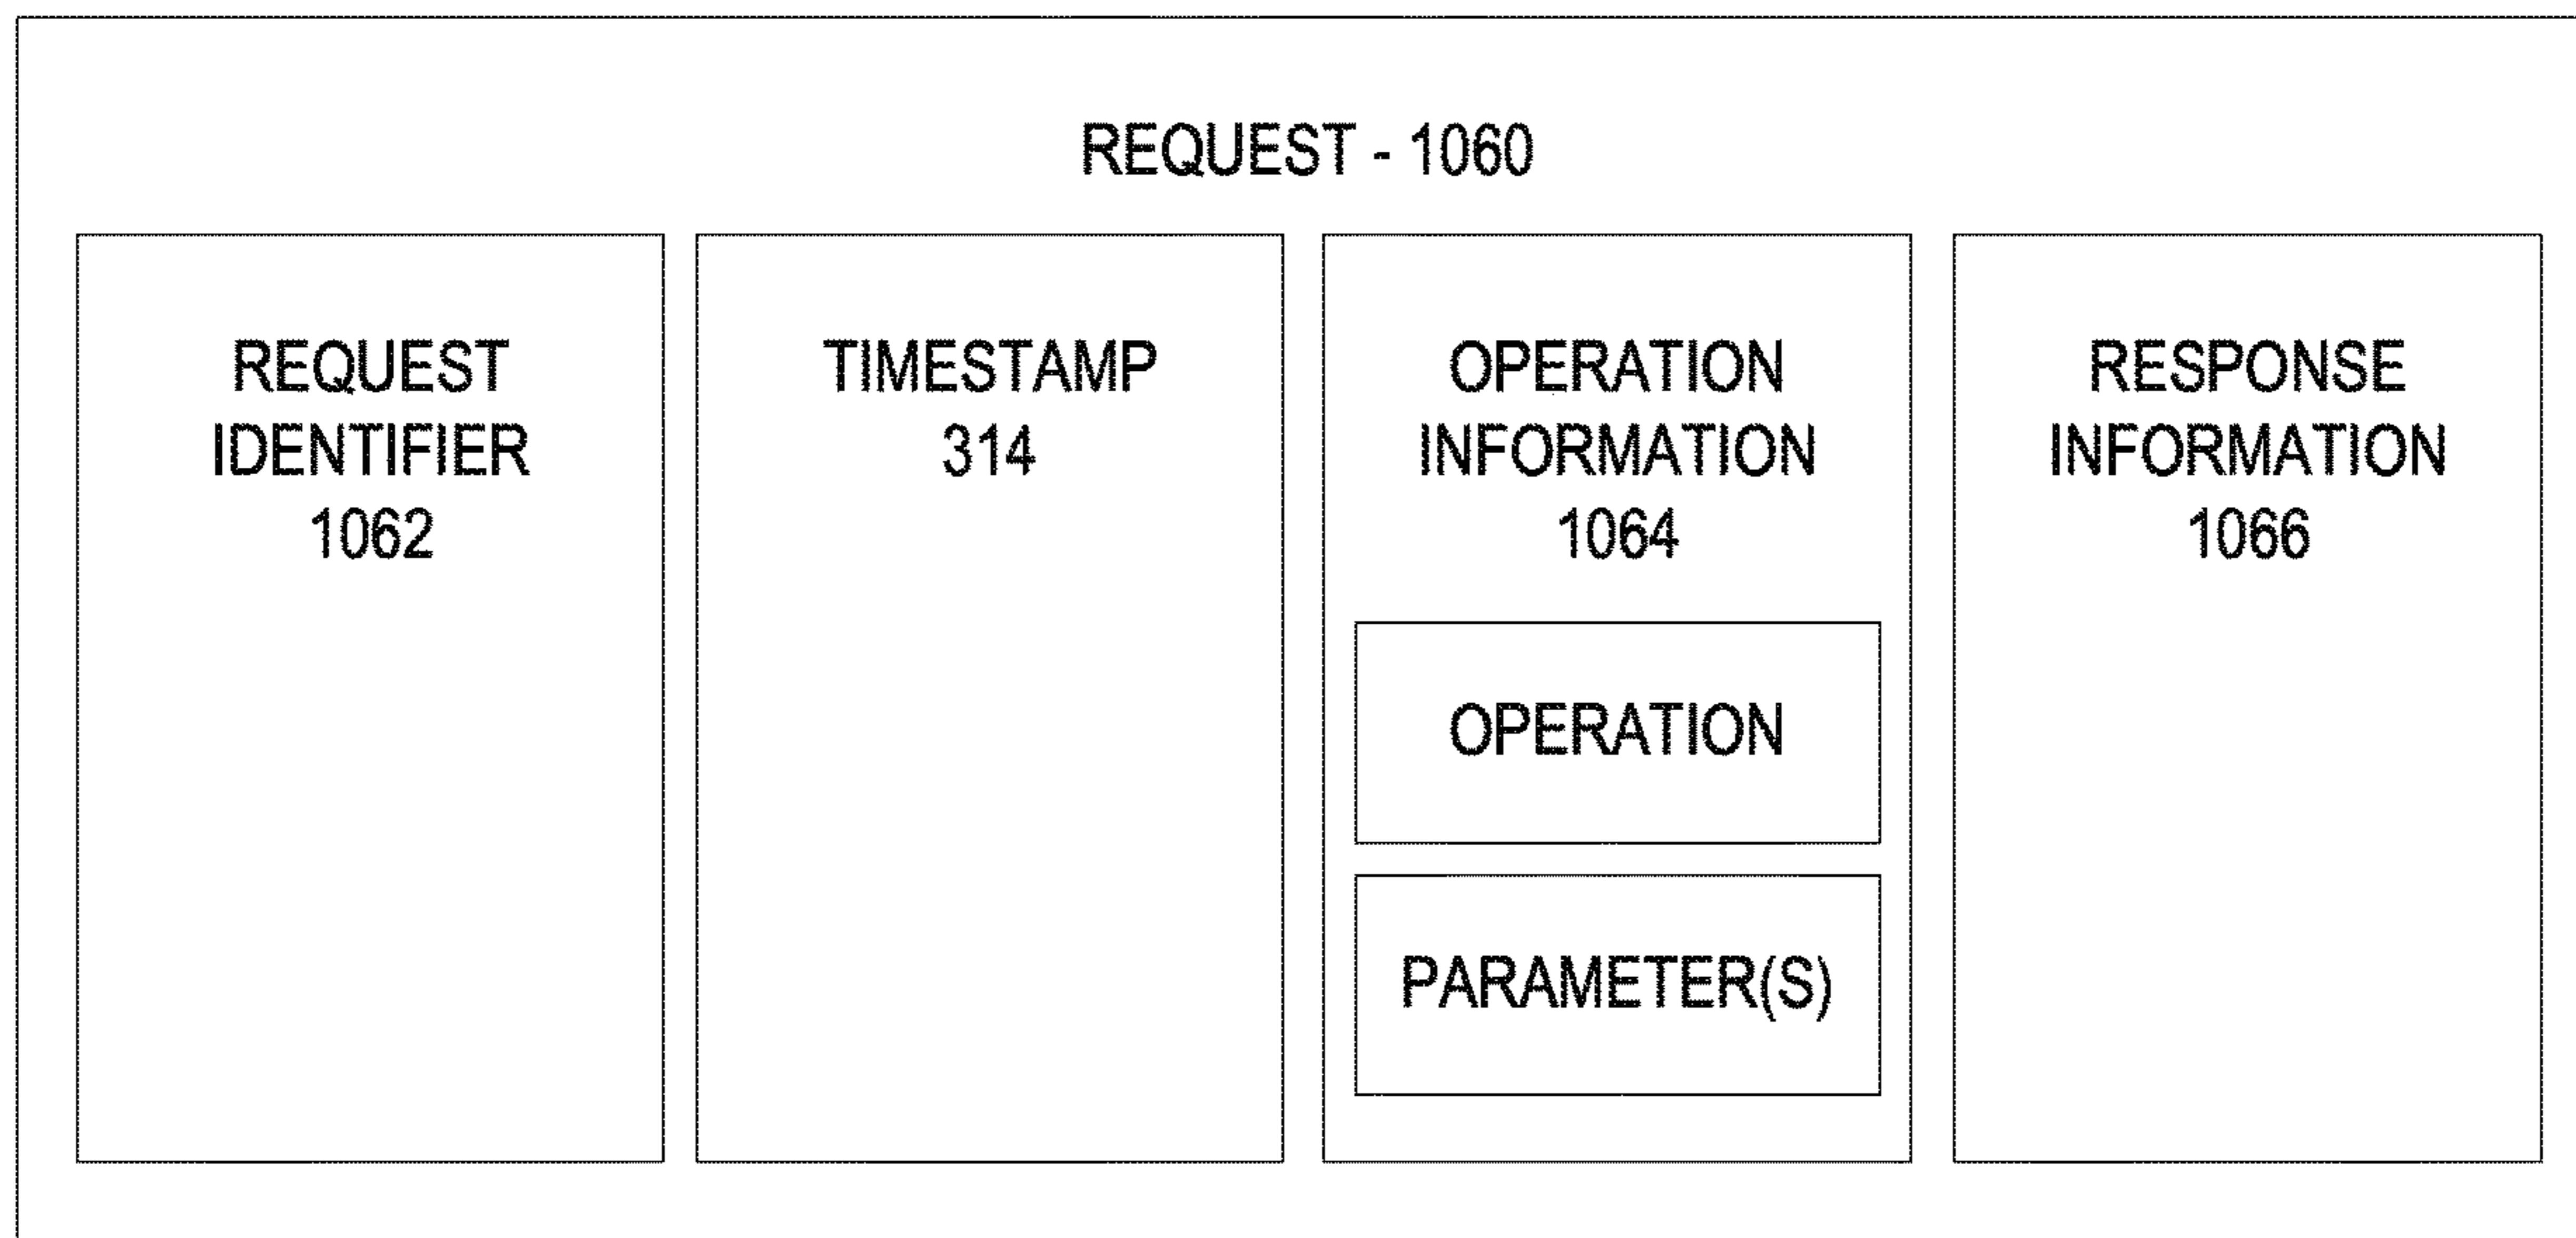 REQUEST - 1060
REQUEST
IDENTIFIER
1062
TIMESTAMP
314
OPERATION
INFORMATION
1064
OPERATION
PARAMETER(S)
RESPONSE
INFORMATION
1066